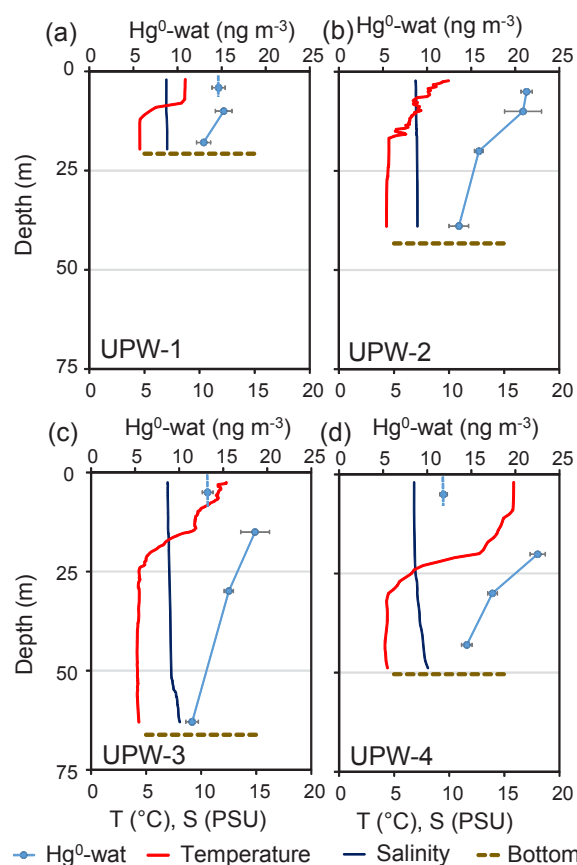 (a) Hg⁰-wat (ng m⁻³) (b) Hg⁰-wat (ng m⁻³)
0 5 10 15 20 25 0 5 10 15 20 25
0
25
50
75
Depth (m)
UPW-1 UPW-2
0 5 10 15 20 0 5 10 15 20
(c) Hg⁰-wat (ng m⁻³) (d) Hg⁰-wat (ng m⁻³)
0 5 10 15 20 25 0 5 10 15 20 25
0
25
50
75
Depth (m)
UPW-3 UPW-4
0 5 10 15 20 0 5 10 15 20
T (°C), S (PSU) T (°C), S (PSU)
Hg⁰-wat Temperature Salinity Bottom